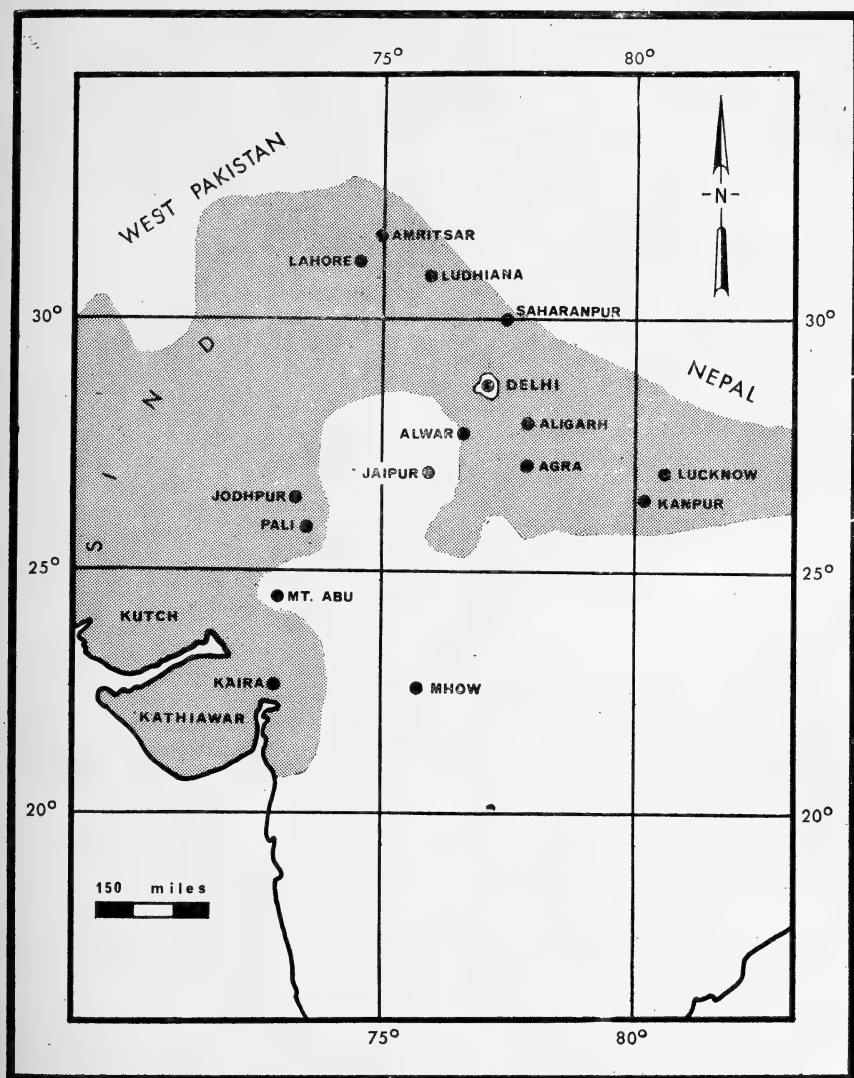 75° 80°
WEST PAKISTAN
-N-
AMRITSAR
LAHORE
LUDHIANA
30° SAHARANPUR 30°
SIND
NEPAL
DELHI
ALWAR ALIGARH
JAIPUR AGRA LUCKNOW
JODHPUR KANPUR
PALI
25° 25°
MT. ABU
KUTCH
KAIRA MHOW
KATHIAWAR
20° 20°
150 miles
75° 80°